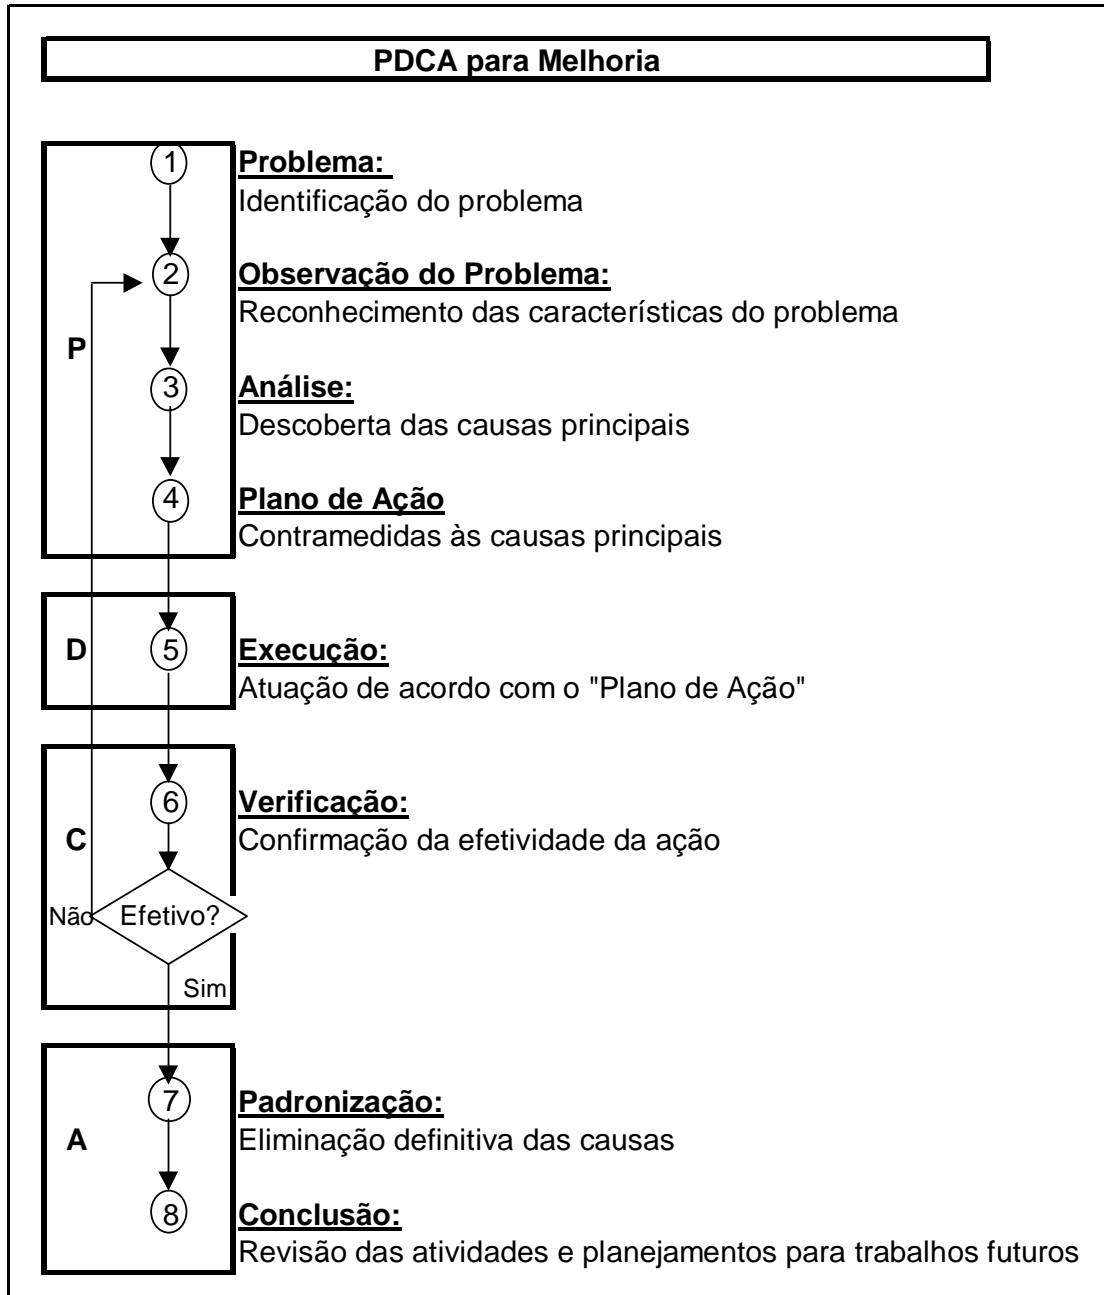 PDCA para Melhoria
1
Problema:
Identificação do problema
2
Observação do Problema:
Reconhecimento das características do problema
P
3
Análise:
Descoberta das causas principais
4
Plano de Ação
Contramedidas às causas principais
D
5
Execução:
Atuação de acordo com o "Plano de Ação"
6
Verificação:
C
Confirmação da efetividade da ação
Não
Efetivo?
Sim
7
Padronização:
A
Eliminação definitiva das causas
8
Conclusão:
Revisão das atividades e planejamentos para trabalhos futuros